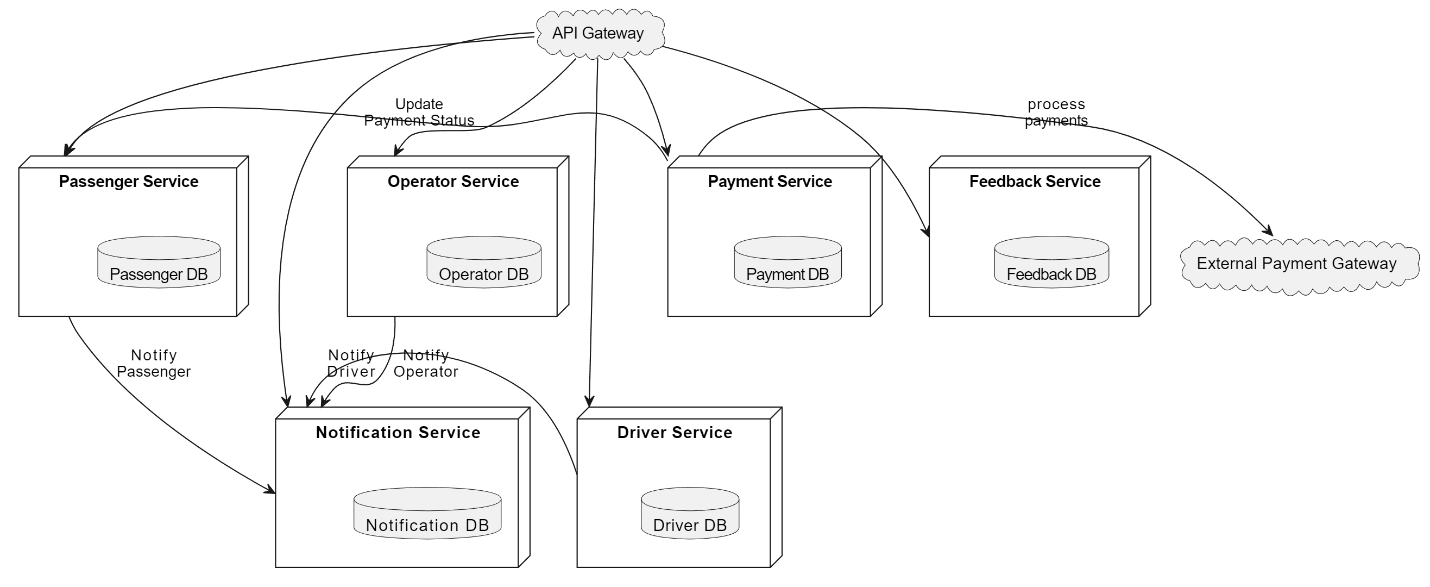 API Gateway
Update
Payment Status
process
payments
Passenger Service
Operator Service
Payment Service
Feedback Service
Passenger DB
Operator DB
Payment DB
Feedback DB
External Payment Gateway
Notify
Passenger
Notify
Driver
Notify
Operator
Notification Service
Driver Service
Notification DB
Driver DB